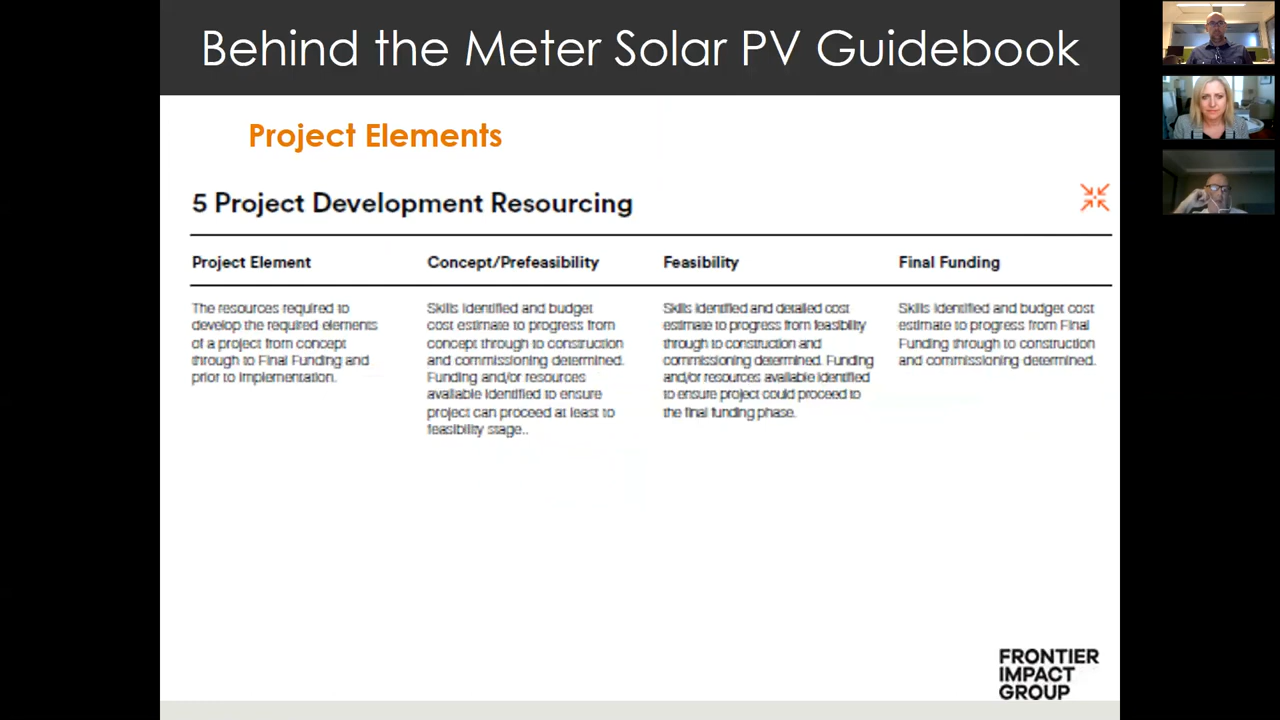 Behind the Meter Solar PV Guidebook
Project Elements
5 Project Development Resourcing
Project Element
The resources required to
develop the required elements
of a project from concept
through to Final Funding and
prior to implementation.
Concept/Prefeasibility
Skills identified and budget
cost estimate to progress from
concept through to construction
and commissioning determined.
Funding and/or resources
available identified to ensure
project can proceed at least to
feasibility stage..
Feasibility
Skills identified and detailed cost
estimate to progress from feasibility
through to construction and
commissioning determined. Funding
and/or resources available identified
to ensure project could proceed to
the final funding phase.
Final Funding
Skills identified and budget cost
estimate to progress from Final
Funding through to construction
and commissioning determined.
FRONTIER
IMPACT
GROUP